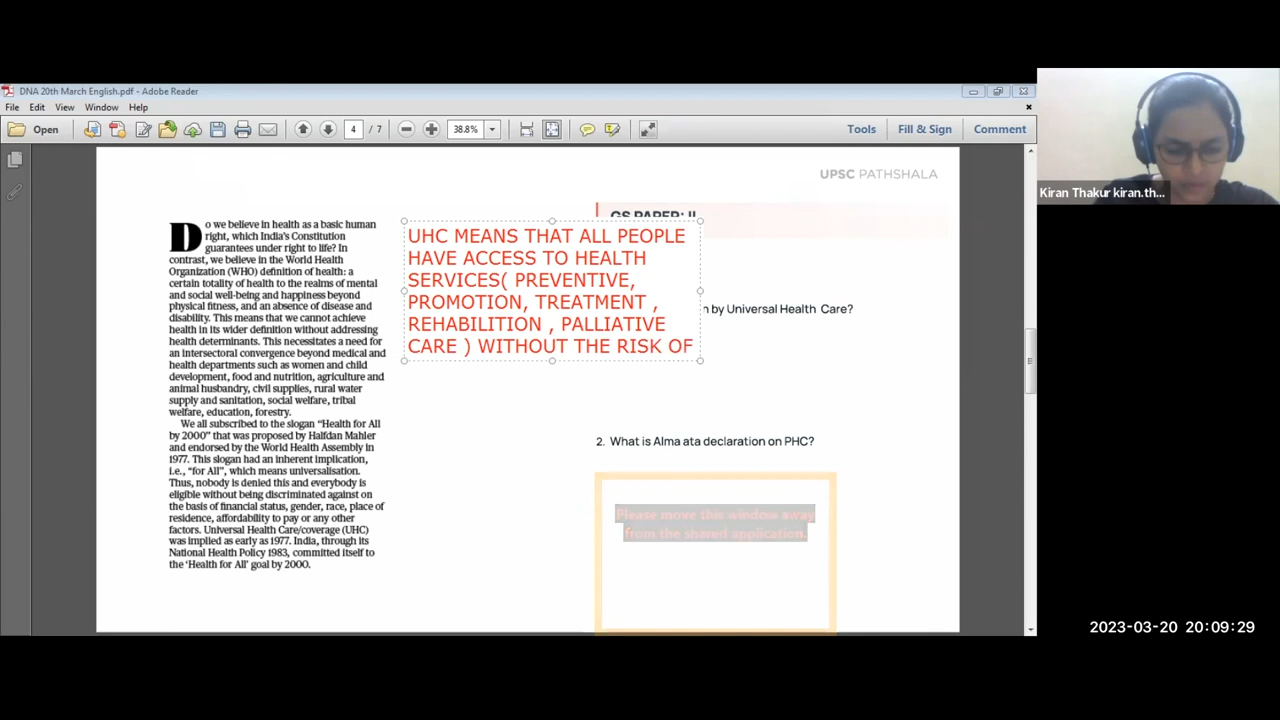 DNA 20th March English.pdf - Adobe Reader
File Edit View Window Help
Open 4 / 7 38.8% Tools Fill & Sign Comment
UPSC PATHSHALA
GS PAPER: II
Do we believe in health as a basic human
right, which India's Constitution
guarantees under right to life? In
contrast, we believe in the World Health
Organization (WHO) definition of health: a
certain totality of health to the realms of mental
and social well-being and happiness beyond
physical fitness, and an absence of disease and
disability. This means that we cannot achieve
health in its wider definition without addressing
health determinants. This necessitates a need for
an intersectoral convergence beyond medical and
health departments such as women and child
development, food and nutrition, agriculture and
animal husbandry, civil supplies, rural water
supply and sanitation, social welfare, tribal
welfare, education, forestry.
We all subscribed to the slogan “Health for All
by 2000” that was proposed by Halfdan Mahler
and endorsed by the World Health Assembly in
1977. This slogan had an inherent implication,
i.e., “for All”, which means universalisation.
Thus, nobody is denied this and everybody is
eligible without being discriminated against on
the basis of financial status, gender, race, place of
residence, affordability to pay or any other
factors. Universal Health Care/coverage (UHC)
was implied as early as 1977. India, through its
National Health Policy 1983, committed itself to
the ‘Health for All’ goal by 2000.
UHC MEANS THAT ALL PEOPLE
HAVE ACCESS TO HEALTH
SERVICES( PREVENTIVE,
PROMOTION, TREATMENT ,
REHABILITION , PALLIATIVE
CARE ) WITHOUT THE RISK OF
n by Universal Health Care?
2. What is Alma ata declaration on PHC?
Please move this window away
from the shared application.
Kiran Thakur kiran.th...
2023-03-20 20:09:29